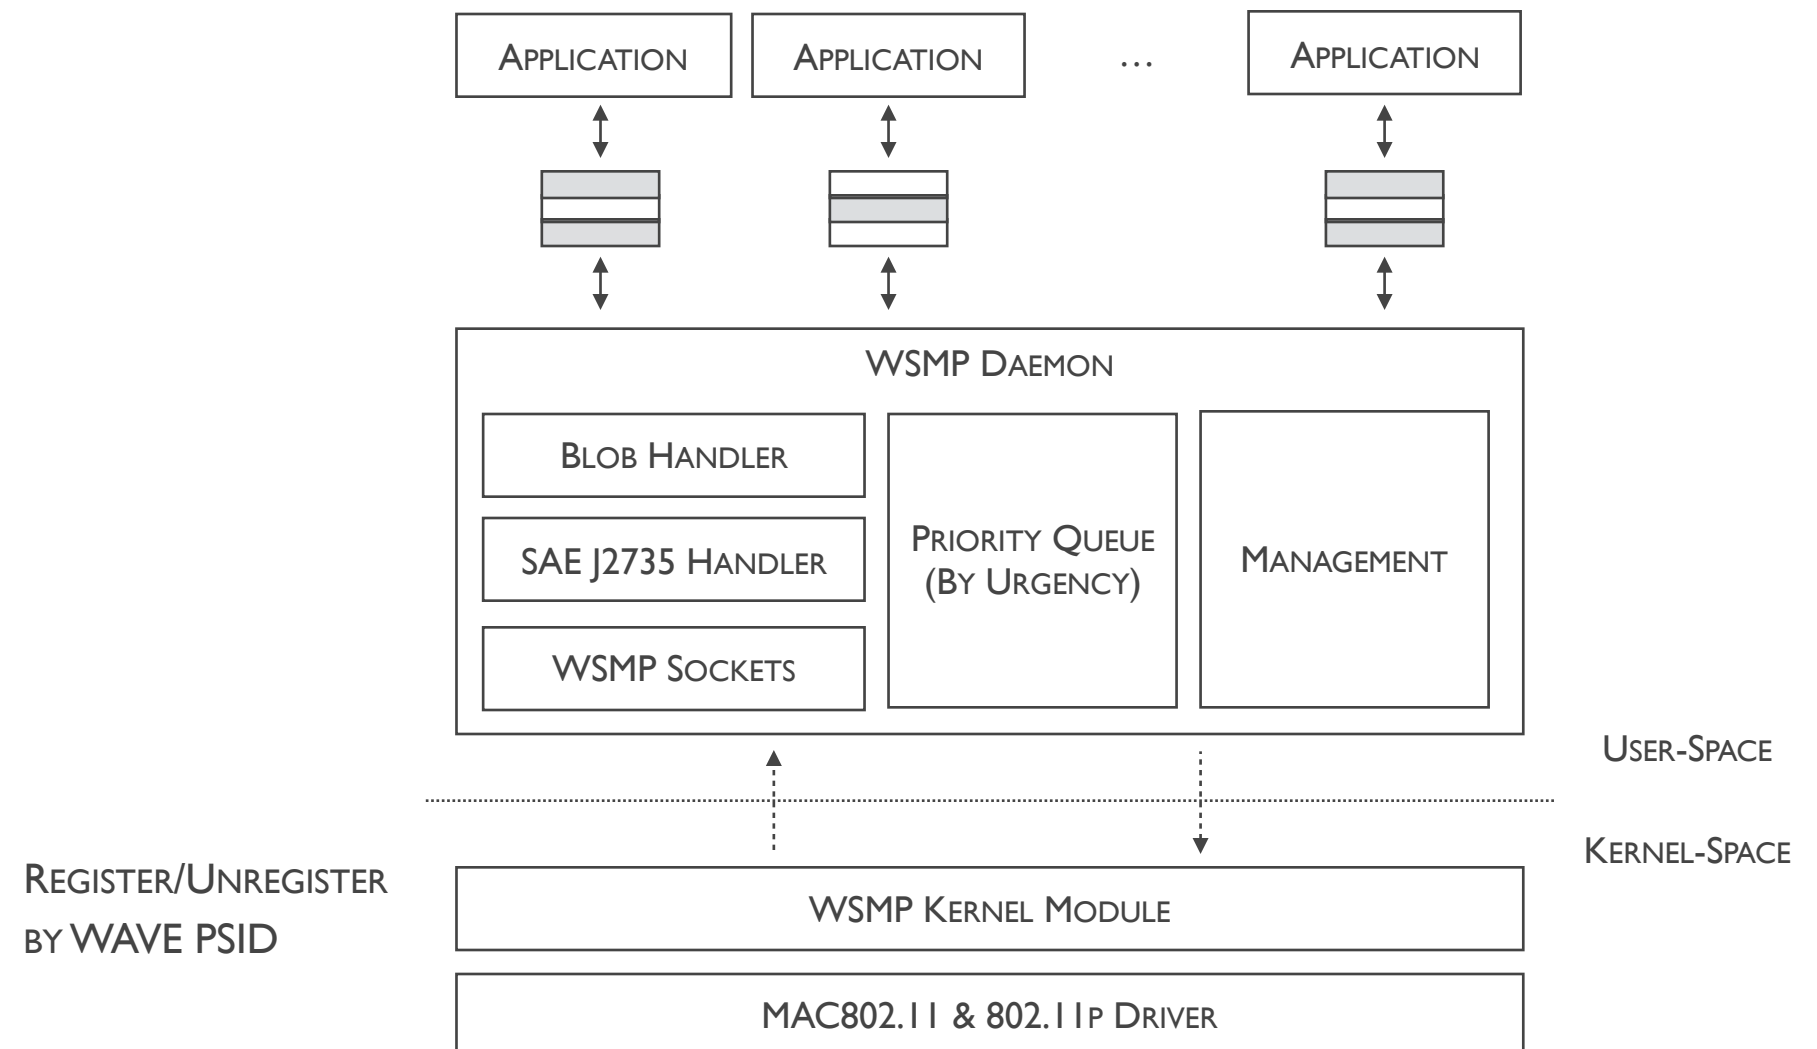 Application
Application
...
Application
WSMP Daemon
Blob Handler
SAE J2735 Handler
WSMP Sockets
Priority Queue
(By Urgency)
Management
User-Space
Kernel-Space
Register/Unregister
by WAVE PSID
WSMP Kernel Module
MAC802.11 & 802.11p Driver